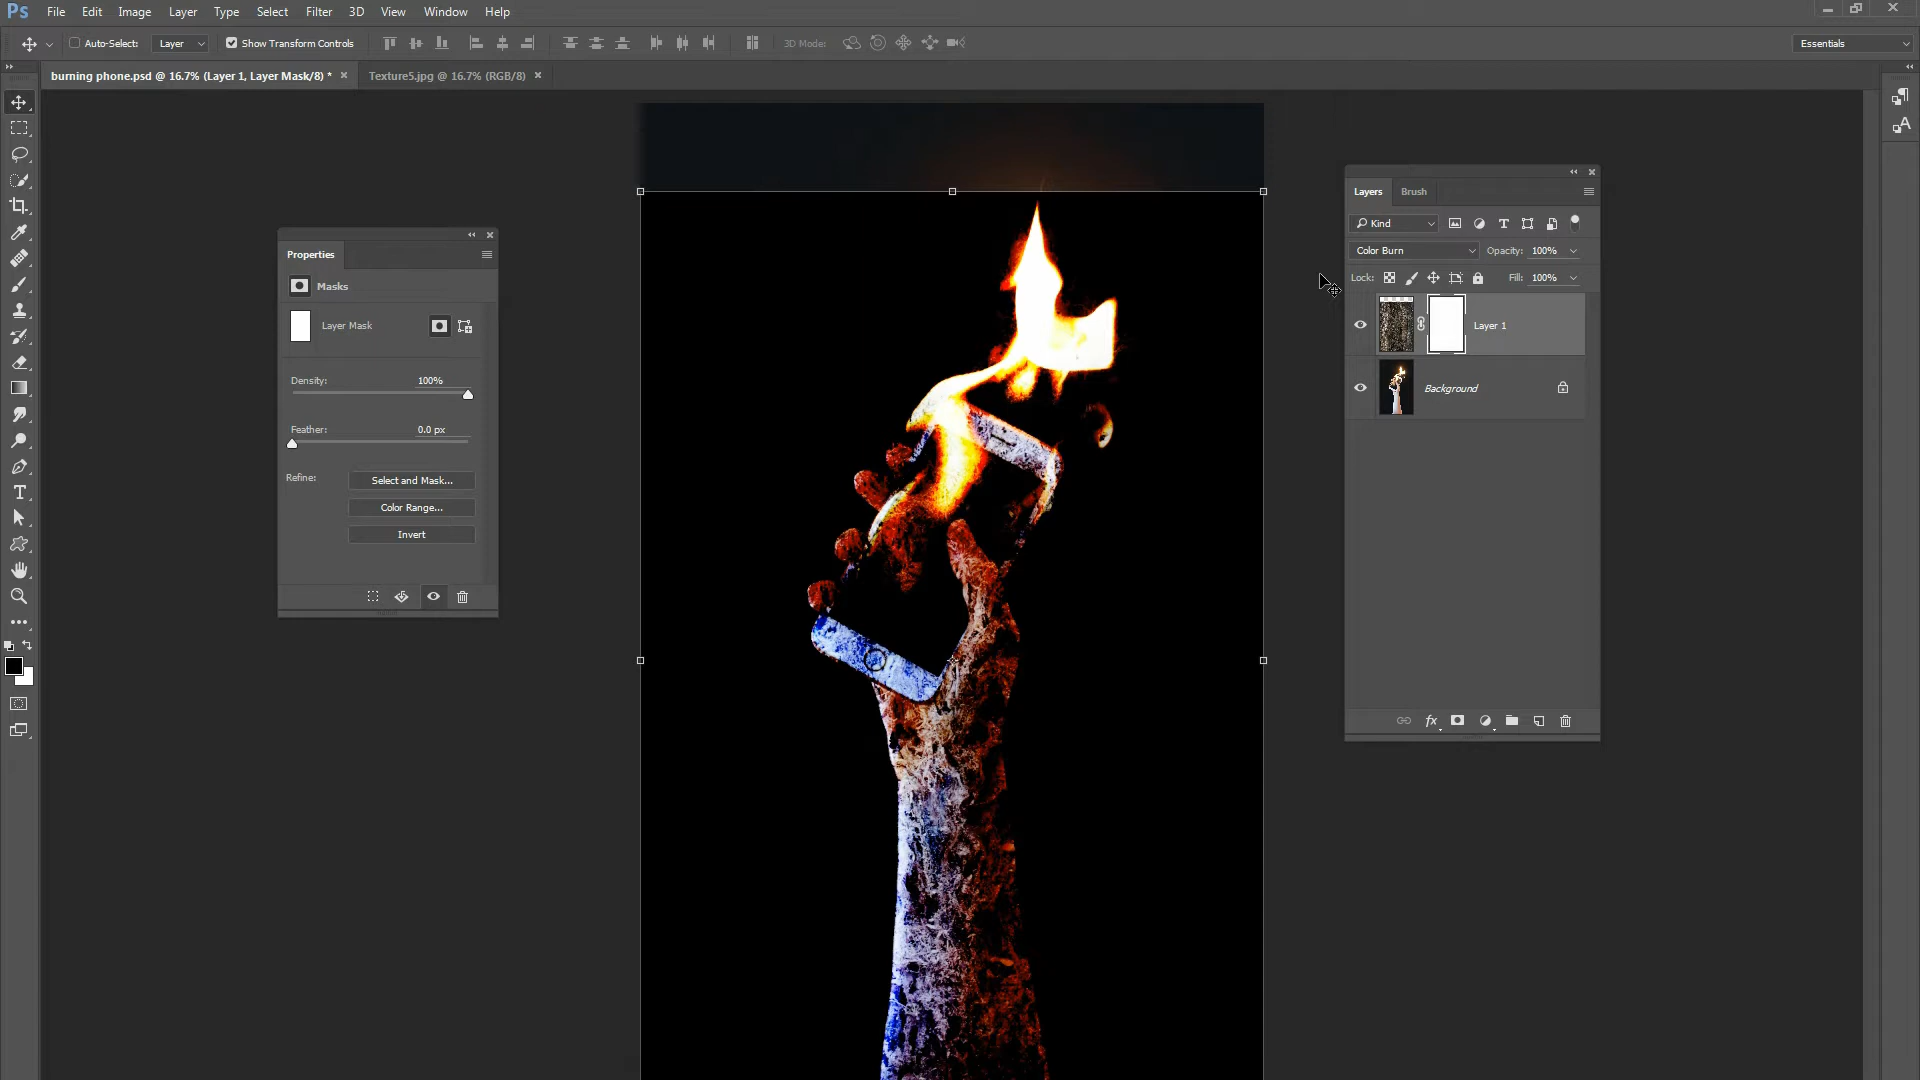 Ps File Edit Image Layer Type Select Filter 3D View Window Help
Auto-Select: Layer Show Transform Controls 3D Mode: Essentials
burning phone.psd @ 16.7% (Layer 1, Layer Mask/8) * × Texture5.jpg @ 16.7% (RGB/8) ×
Properties
Masks
Layer Mask
Density: 100%
Feather: 0.0 px
Refine: Select and Mask...
Color Range...
Invert
Layers Brush
Kind
Color Burn Opacity: 100%
Lock: Fill: 100%
Layer 1
Background
fx